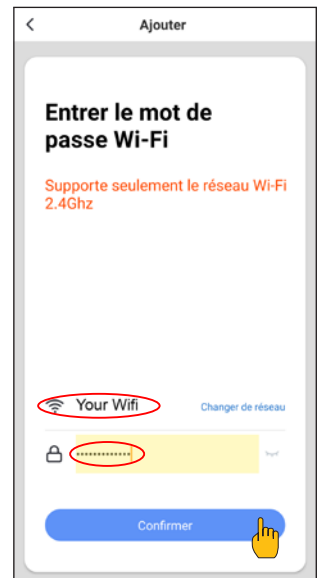 Ajouter
Entrer le mot de
passe Wi-Fi
Supporte seulement le réseau Wi-Fi
2.4Ghz
Your Wifi
Changer de réseau
Confirmer